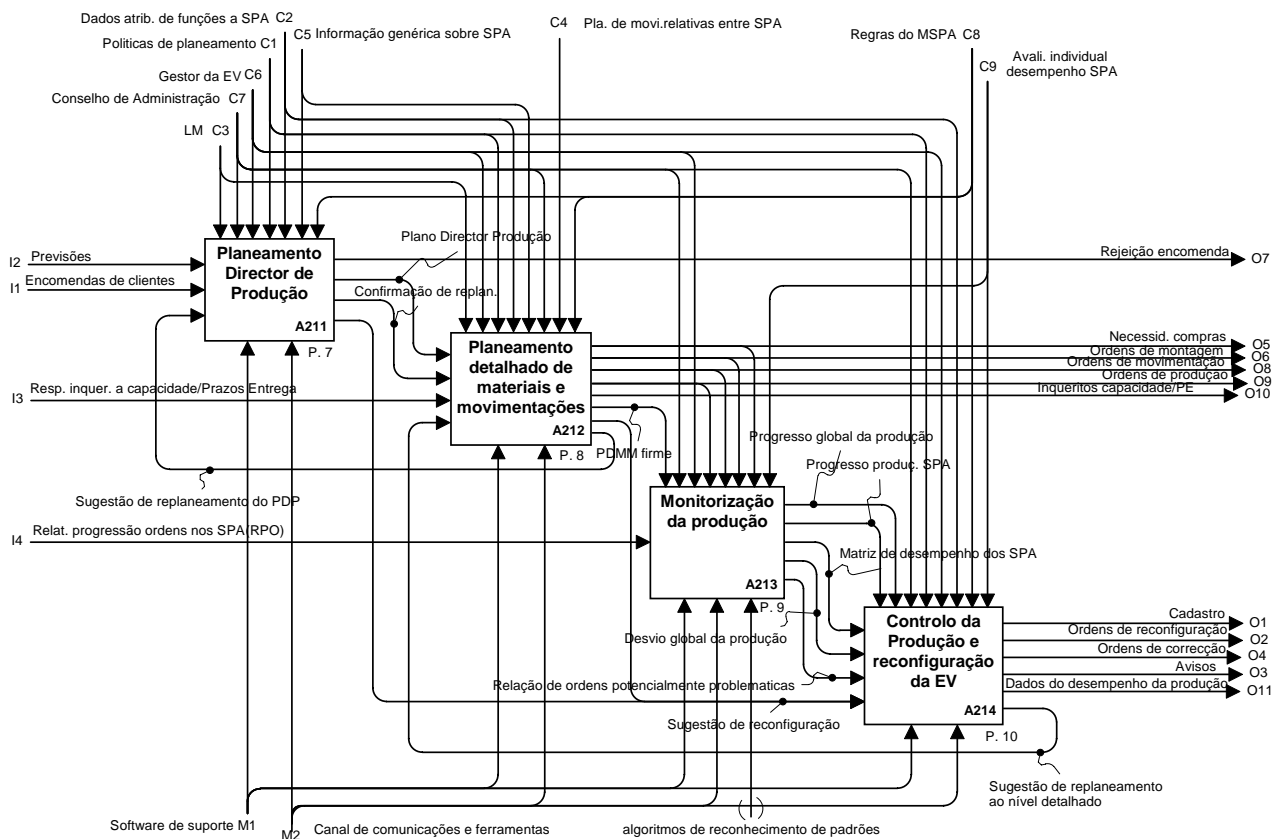 Dados atrib. de funções a SPA C2
C5 Informação genérica sobre SPA
Politicas de planeamento C1
Gestor da EV C6
Conselho de Administração C7
LM C3
C4 Pla. de movi.relativas entre SPA
Regras do MSPA C8
C9 Avali. individual
desempenho SPA
I2 Previsões
I1 Encomendas de clientes
Planeamento
Director de
Produção
A211
P. 7
Plano Director Produção
Confirmação de replan.
Rejeição encomenda O7
I3 Resp. inquer. a capacidade/Prazos Entrega
Planeamento
detalhado de
materiais e
movimentações
A212
P. 8
Necessid. compras O5
Ordens de montagem O6
Ordens de movimentação O8
Ordens de produção O9
Inqueritos capacidade/PE O10
PDMM firme
Sugestão de replaneamento do PDP
Progresso global da produção
Progresso produç. SPA
I4 Relat. progressão ordens nos SPA(RPO)
Monitorização
da produção
A213
P. 9
Matriz de desempenho dos SPA
Desvio global da produção
Relação de ordens potencialmente problematicas
Sugestão de reconfiguração
Controlo da
Produção e
reconfiguração
da EV
A214
P. 10
Cadastro O1
Ordens de reconfiguração O2
Ordens de correcção O4
Avisos O3
Dados do desempenho da produção O11
Sugestão de replaneamento
ao nível detalhado
Software de suporte M1
M2 Canal de comunicações e ferramentas
algoritmos de reconhecimento de padrões